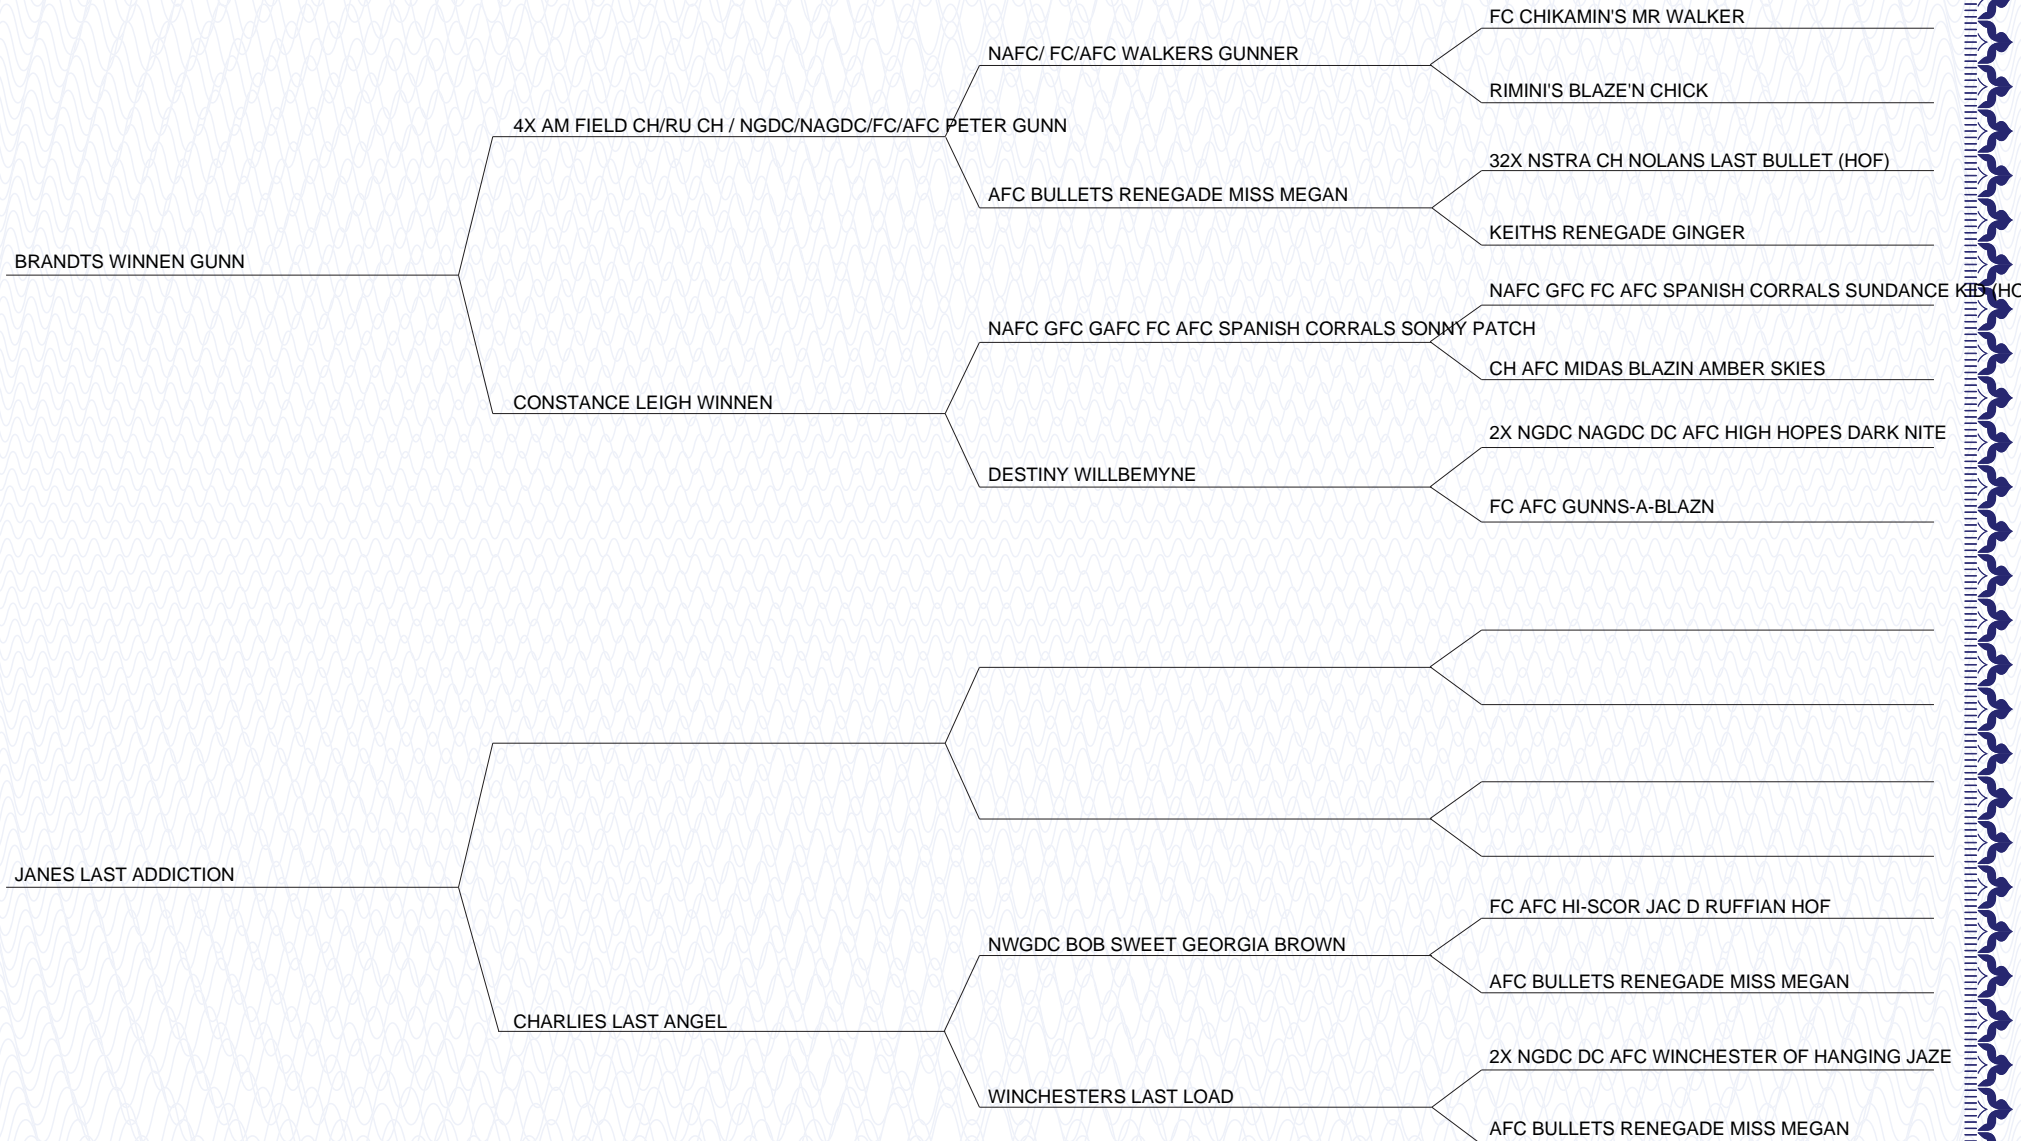 FC CHIKAMIN'S MR WALKER
NAFC/ FC/AFC WALKERS GUNNER
RIMINI'S BLAZE'N CHICK
4X AM FIELD CH/RU CH / NGDC/NAGDC/FC/AFC PETER GUNN
32X NSTRA CH NOLANS LAST BULLET (HOF)
AFC BULLETS RENEGADE MISS MEGAN
KEITHS RENEGADE GINGER
BRANDTS WINNEN GUNN
NAFC GFC FC AFC SPANISH CORRALS SUNDANCE KID (HO
NAFC GFC GAFC FC AFC SPANISH CORRALS SONNY PATCH
CH AFC MIDAS BLAZIN AMBER SKIES
CONSTANCE LEIGH WINNEN
2X NGDC NAGDC DC AFC HIGH HOPES DARK NITE
DESTINY WILLBEMYNE
FC AFC GUNNS-A-BLAZN
JANES LAST ADDICTION
FC AFC HI-SCOR JAC D RUFFIAN HOF
NWGDC BOB SWEET GEORGIA BROWN
AFC BULLETS RENEGADE MISS MEGAN
CHARLIES LAST ANGEL
2X NGDC DC AFC WINCHESTER OF HANGING JAZE
WINCHESTERS LAST LOAD
AFC BULLETS RENEGADE MISS MEGAN